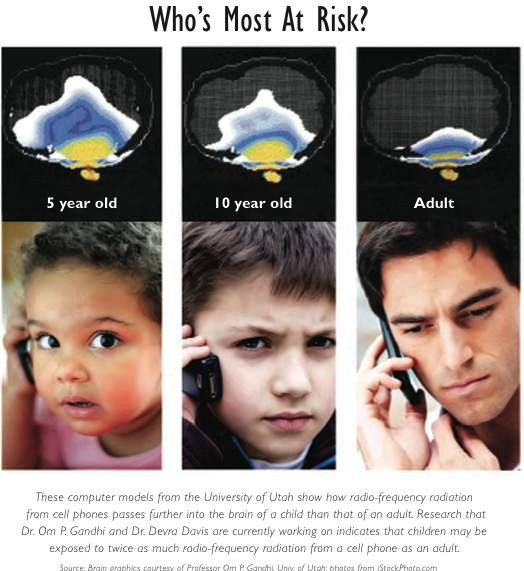 Who's Most At Risk?
5 year old
10 year old
Adult
These computer models from the University of Utah show how radio-frequency radiation
from cell phones passes further into the brain of a child than that of an adult. Research that
Dr. Om P. Gandhi and Dr. Devra Davis are currently working on indicates that children may be
exposed to twice as much radio-frequency radiation from a cell phone as an adult.
Source: Brain graphics courtesy of Professor Om P. Gandhi, Univ. of Utah; photos from iStockPhoto.com